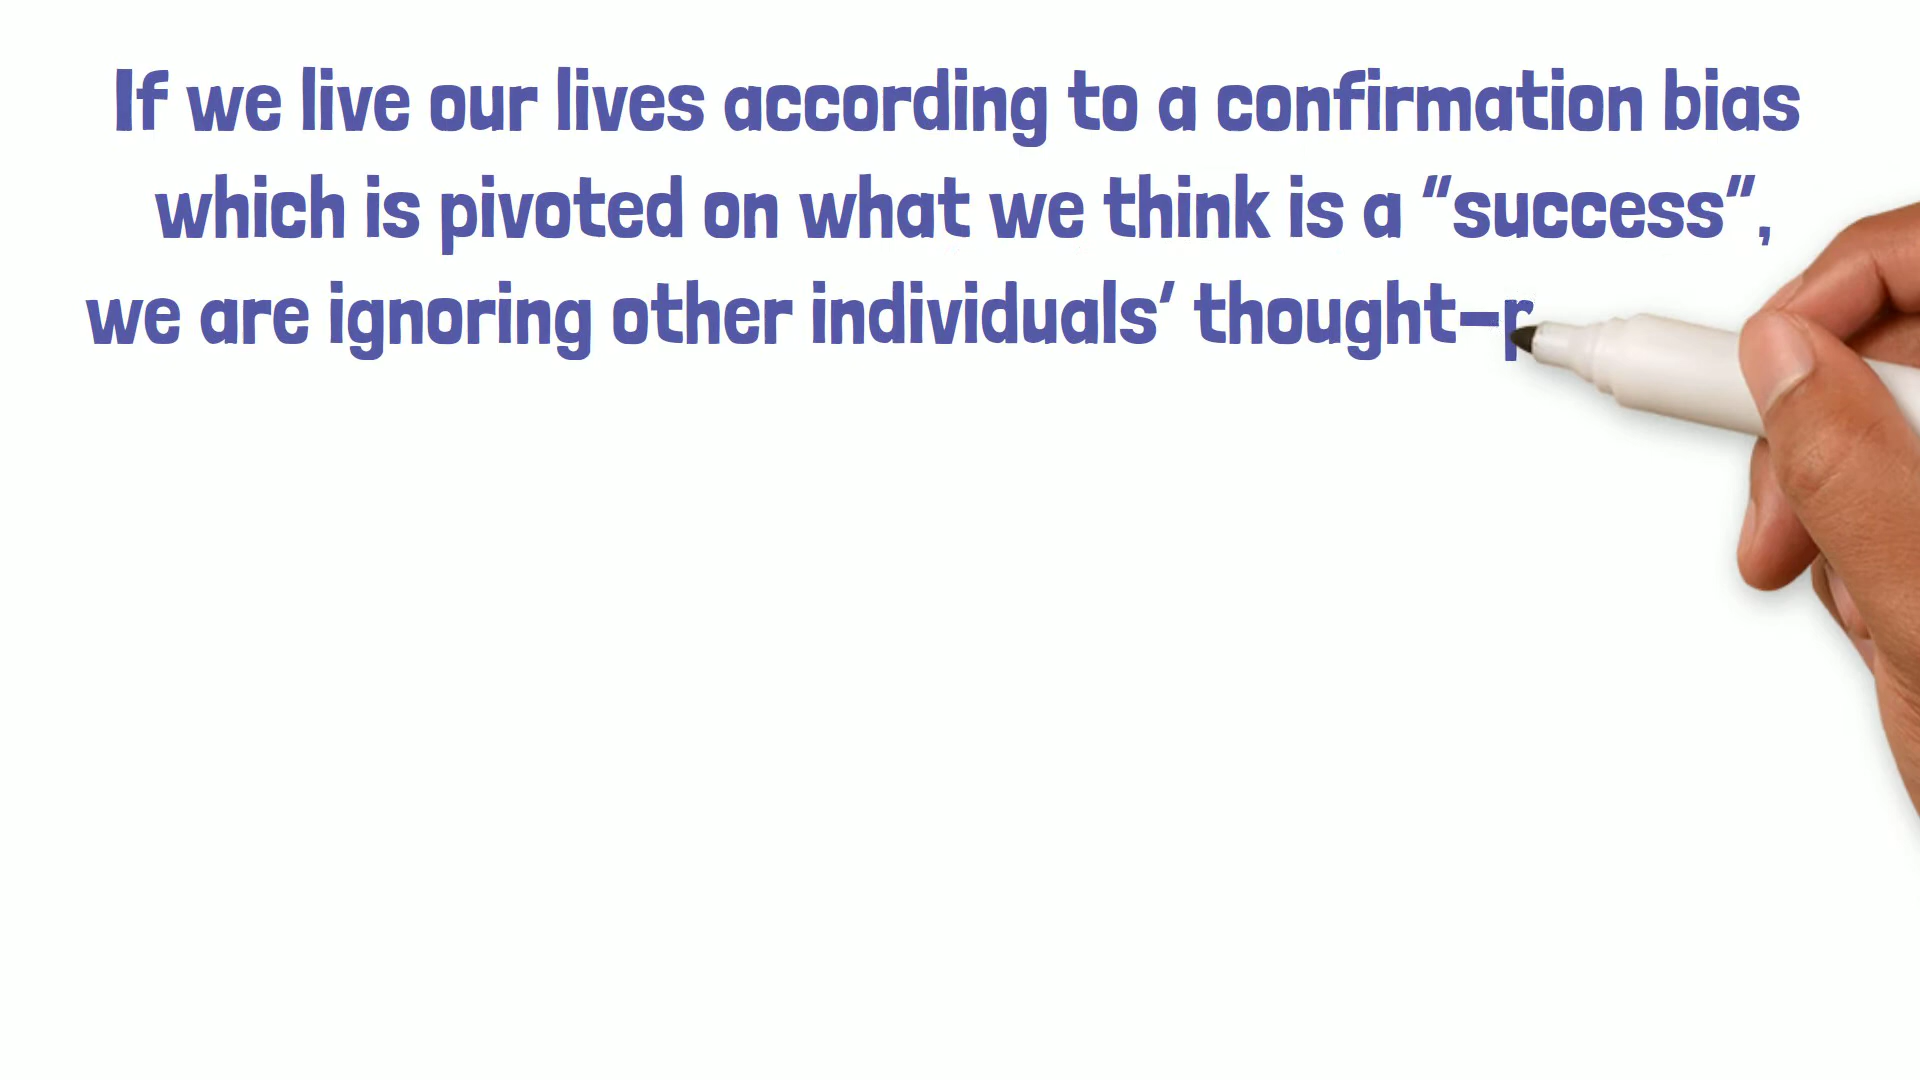 If we live our lives according to a confirmation bias
which is pivoted on what we think is a “success”,
we are ignoring other individuals’ thought-p